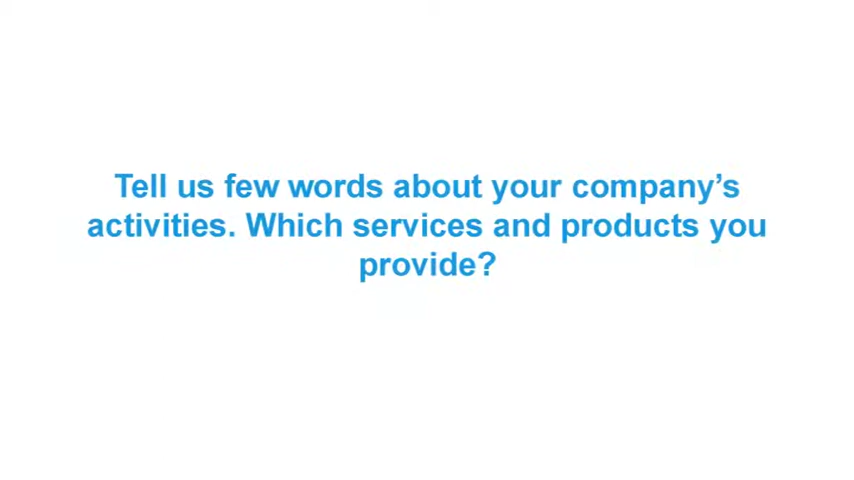 Tell us few words about your company’s
activities. Which services and products you
provide?